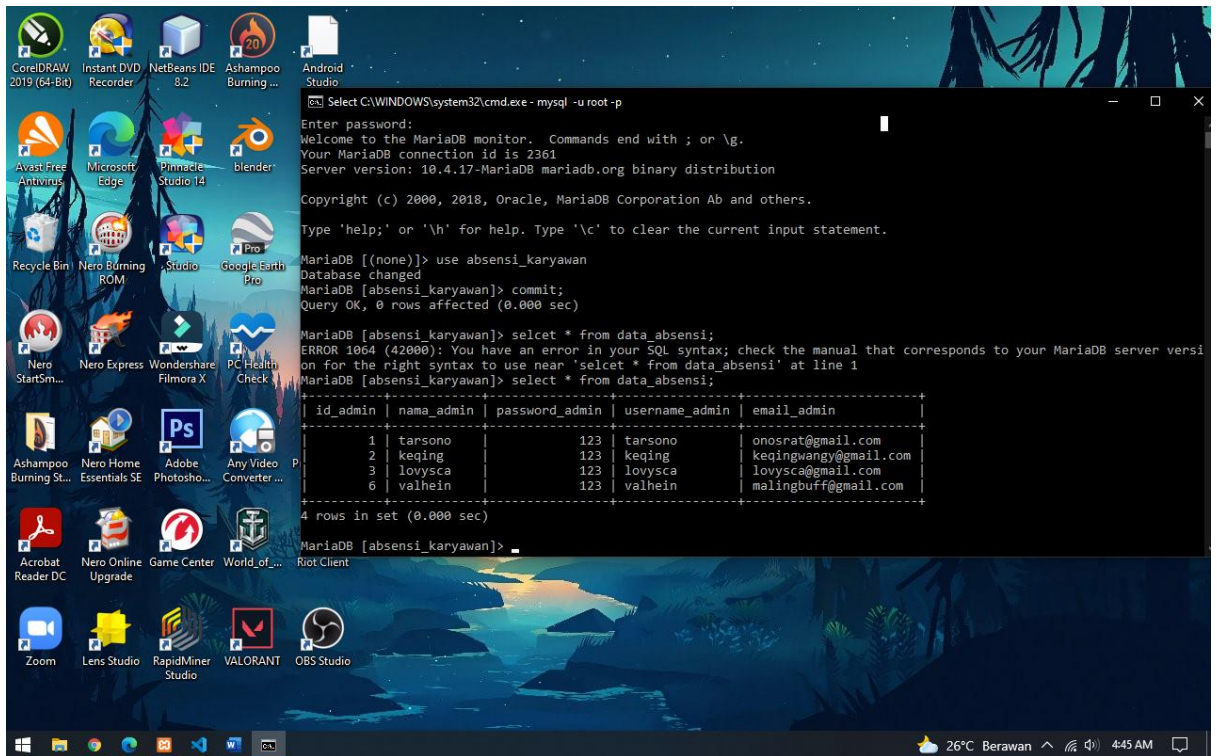 CorelDRAW
2019 (64-Bit)
Instant DVD
Recorder
NetBeans IDE
8.2
Ashampoo
Burning ...
Android
Studio
Avast Free
Antivirus
Microsoft
Edge
Pinnacle
Studio 14
blender
Recycle Bin
Nero Burning
ROM
Studio
Google Earth
Pro
Nero
StartSm...
Nero Express
Wondershare
Filmora X
PC Health
Check
Ashampoo
Burning St...
Nero Home
Essentials SE
Adobe
Photosho...
Any Video
Converter ...
Acrobat
Reader DC
Nero Online
Upgrade
Game Center
World_of_...
Riot Client
Zoom
Lens Studio
RapidMiner
Studio
VALORANT
OBS Studio
20
Pro
Ps
Select C:\WINDOWS\system32\cmd.exe - mysql -u root -p
Enter password:
Welcome to the MariaDB monitor.  Commands end with ; or \g.
Your MariaDB connection id is 2361
Server version: 10.4.17-MariaDB mariadb.org binary distribution
Copyright (c) 2000, 2018, Oracle, MariaDB Corporation Ab and others.
Type 'help;' or '\h' for help. Type '\c' to clear the current input statement.
MariaDB [(none)]> use absensi_karyawan
Database changed
MariaDB [absensi_karyawan]> commit;
Query OK, 0 rows affected (0.000 sec)
MariaDB [absensi_karyawan]> selcet * from data_absensi;
ERROR 1064 (42000): You have an error in your SQL syntax; check the manual that corresponds to your MariaDB server versi
on for the right syntax to use near 'selcet * from data_absensi' at line 1
MariaDB [absensi_karyawan]> select * from data_absensi;
+----------+------------+----------------+----------------+----------------------+
| id_admin | nama_admin | password_admin | username_admin | email_admin          |
+----------+------------+----------------+----------------+----------------------+
|        1 | tarsono    |            123 | tarsono        | onosrat@gmail.com    |
|        2 | keqing     |            123 | keqing         | keqingwangy@gmail.com |
|        3 | lovysca    |            123 | lovysca        | lovysca@gmail.com    |
|        6 | valhein    |            123 | valhein        | malingbuff@gmail.com |
+----------+------------+----------------+----------------+----------------------+
4 rows in set (0.000 sec)
MariaDB [absensi_karyawan]>
26°C Berawan
4:45 AM